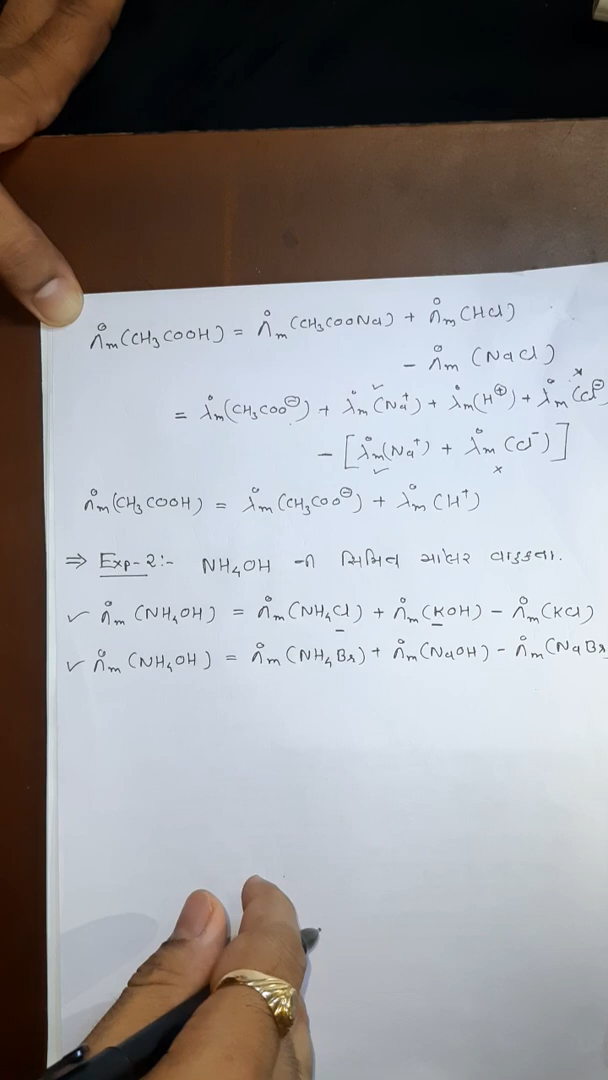 Λ°m(CH₃COOH) = Λ°m(CH₃COONa) + Λ°m(HCl)
− Λ°m(NaCl)
= λ°m(CH₃COO⊖) + λ°m(Na⁺) + λ°m(H⊕) + λ°m(Cl⊖)
− [λ°m(Na⁺) + λ°m(Cl⁻)]
Λ°m(CH₃COOH) = λ°m(CH₃COO⊖) + λ°m(H⁺)
⇒ Exp-2:- NH₄OH ની સિમિત મોલર વાહકતા.
✓ Λ°m(NH₄OH) = Λ°m(NH₄Cl) + Λ°m(KOH) − Λ°m(KCl)
✓ Λ°m(NH₄OH) = Λ°m(NH₄Br) + Λ°m(NaOH) − Λ°m(NaBr